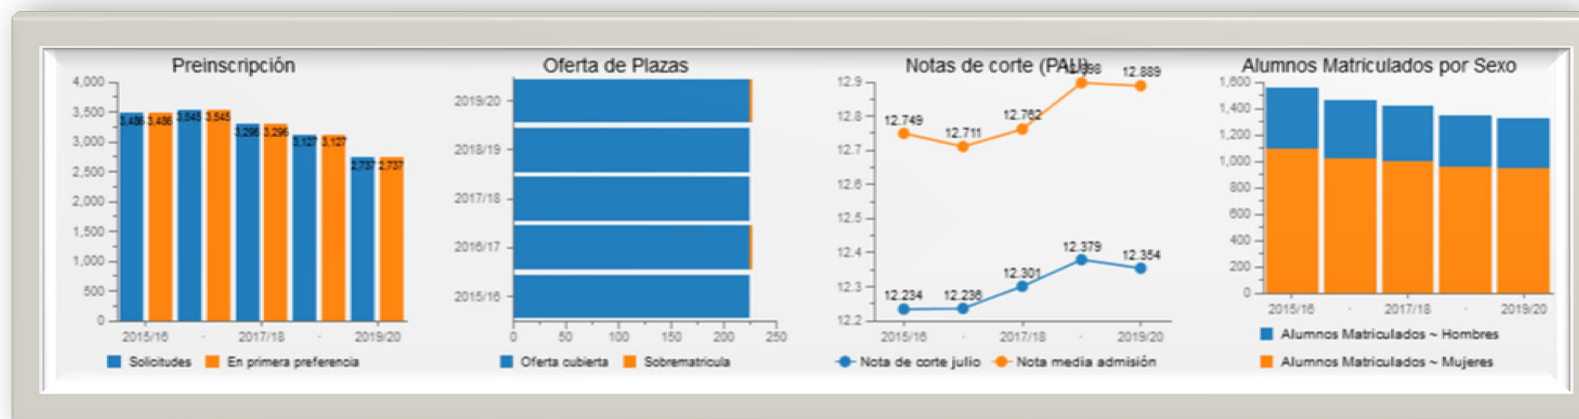 Preinscripción
4,000
3,500
3,000
2,500
2,000
1,500
1,000
500
0
3,486 3,486 3,545 3,545 3,296 3,296 3,127 3,127 2,737 2,737
2015/16 - 2017/18 - 2019/20
Solicitudes En primera preferencia
Oferta de Plazas
2019/20
2018/19
2017/18
2016/17
2015/16
0 50 100 150 200 250
Oferta cubierta Sobrematricula
Notas de corte (PAU)
12.9
12.8
12.7
12.6
12.5
12.4
12.3
12.2
12.749 12.711 12.762 12.889
12.234 12.236 12.301 12.379 12.354
2015/16 - 2017/18 - 2019/20
Nota de corte julio Nota media admisión
Alumnos Matriculados por Sexo
1,600
1,400
1,200
1,000
800
600
400
200
0
2015/16 - 2017/18 - 2019/20
Alumnos Matriculados ~ Hombres
Alumnos Matriculados ~ Mujeres